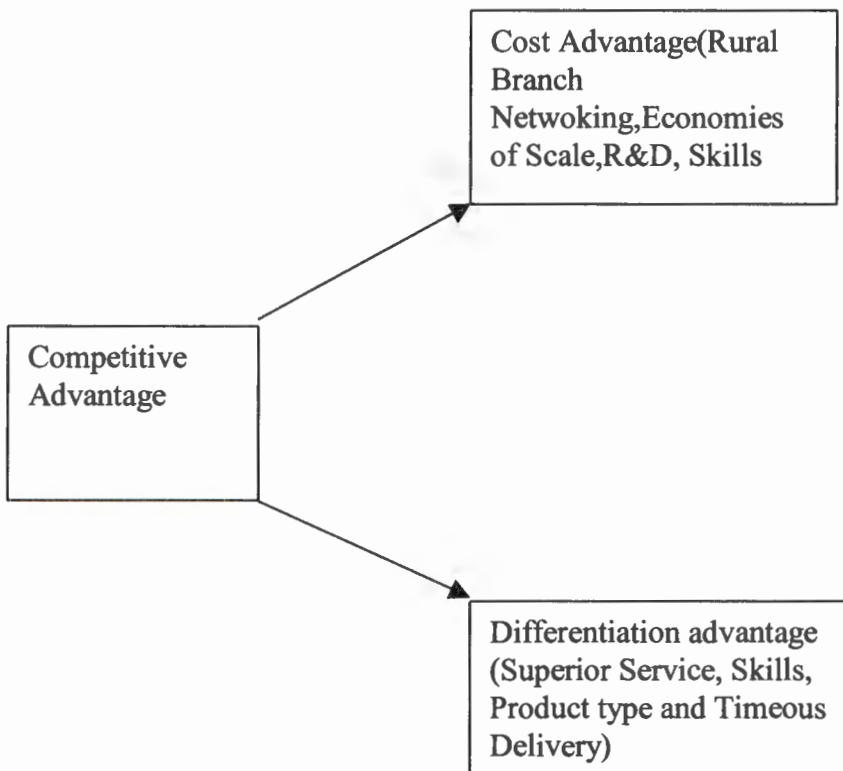 Cost Advantage(Rural
Branch
Netwoking,Economies
of Scale,R&D, Skills
Competitive
Advantage
Differentiation advantage
(Superior Service, Skills,
Product type and Timeous
Delivery)